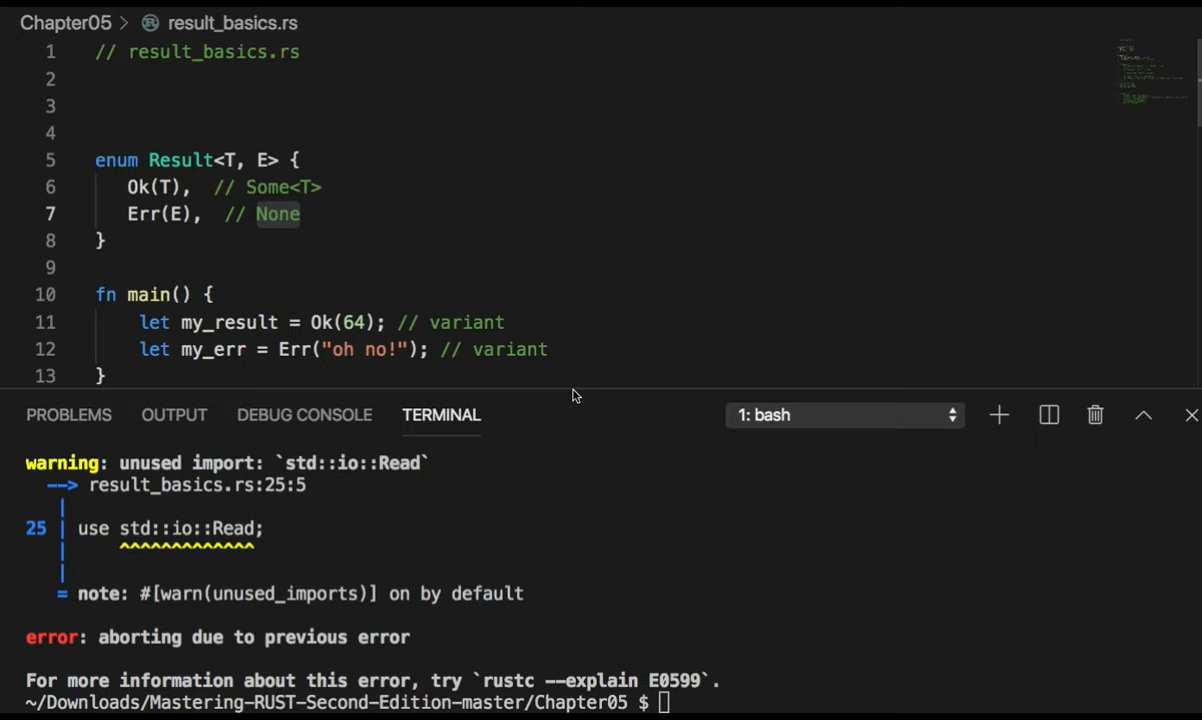 Chapter05 > result_basics.rs
1 // result_basics.rs
2
3
4
5 enum Result<T, E> {
6 Ok(T), // Some<T>
7 Err(E), // None
8 }
9
10 fn main() {
11 let my_result = Ok(64); // variant
12 let my_err = Err("oh no!"); // variant
13 }
PROBLEMS OUTPUT DEBUG CONSOLE TERMINAL 1: bash
warning: unused import: `std::io::Read`
--> result_basics.rs:25:5
|
25 | use std::io::Read;
| ^^^^^^^^^^^^^
|
= note: #[warn(unused_imports)] on by default
error: aborting due to previous error
For more information about this error, try `rustc --explain E0599`.
~/Downloads/Mastering-RUST-Second-Edition-master/Chapter05 $